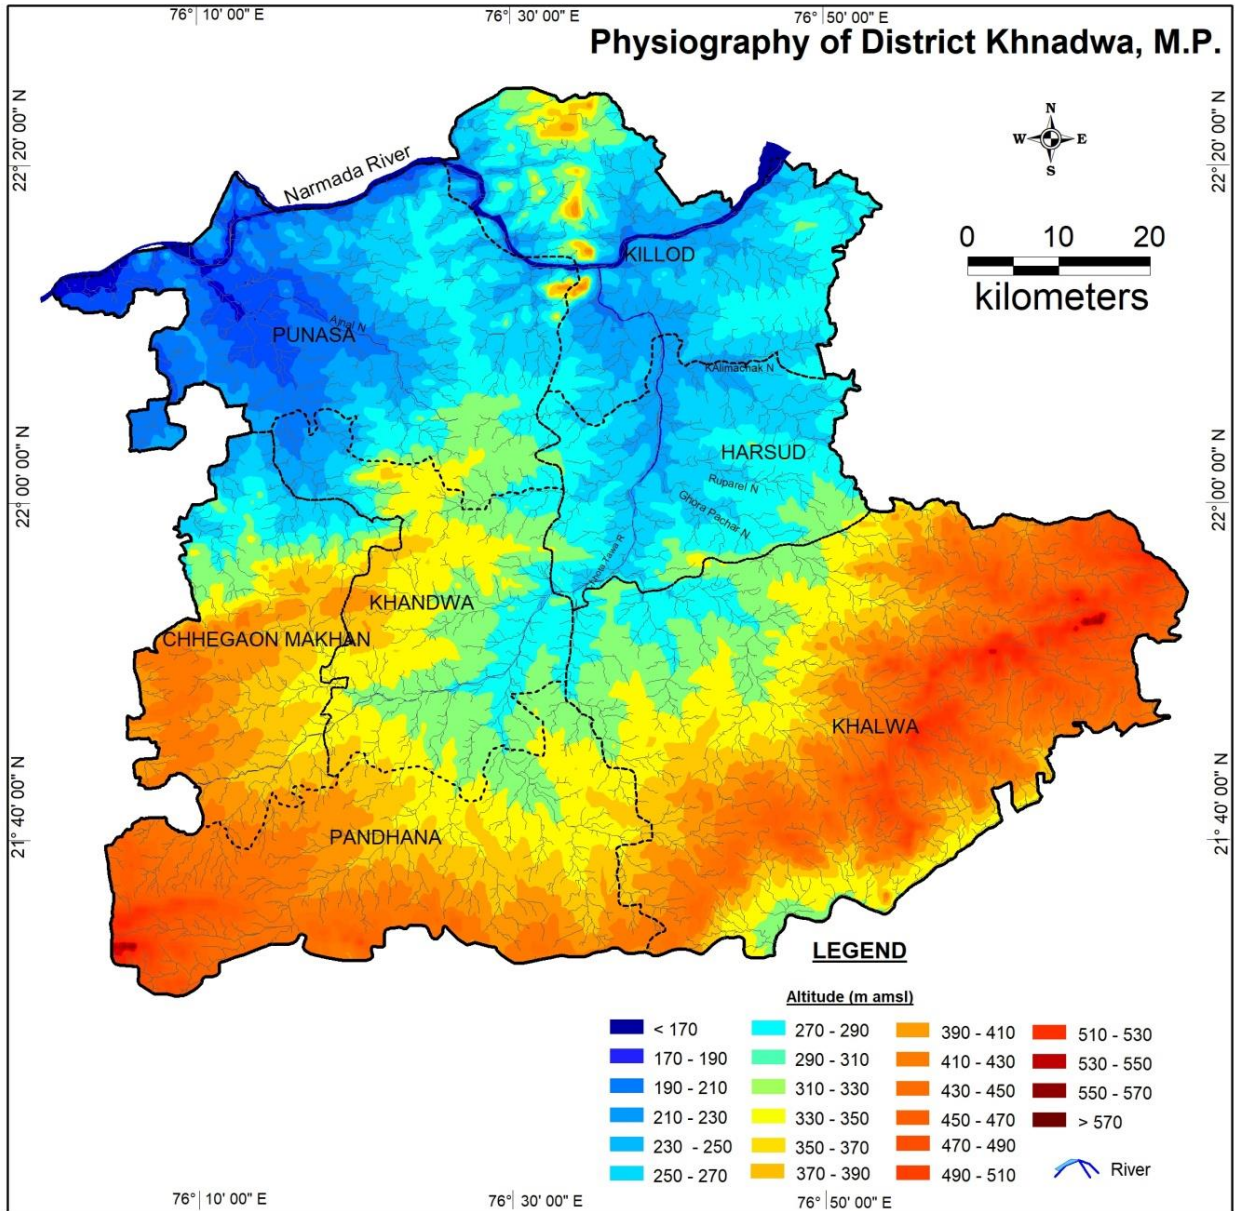 76° 10' 00" E
76° 30' 00" E
76° 50' 00" E
Physiography of District Khnadwa, M.P.
22° 20' 00" N
22° 20' 00" N
N
W E
S
Narmada River
0 10 20
kilometers
KILLOD
Ajnal N
PUNASA
KAlimachak N
HARSUD
Ruparel N
Ghora Pachar N
22° 00' 00" N
22° 00' 00" N
KHANDWA
CHHEGAON MAKHAN
KHALWA
PANDHANA
21° 40' 00" N
21° 40' 00" N
LEGEND
Altitude (m amsl)
< 170
170 - 190
190 - 210
210 - 230
230 - 250
250 - 270
270 - 290
290 - 310
310 - 330
330 - 350
350 - 370
370 - 390
390 - 410
410 - 430
430 - 450
450 - 470
470 - 490
490 - 510
510 - 530
530 - 550
550 - 570
> 570
River
76° 10' 00" E
76° 30' 00" E
76° 50' 00" E